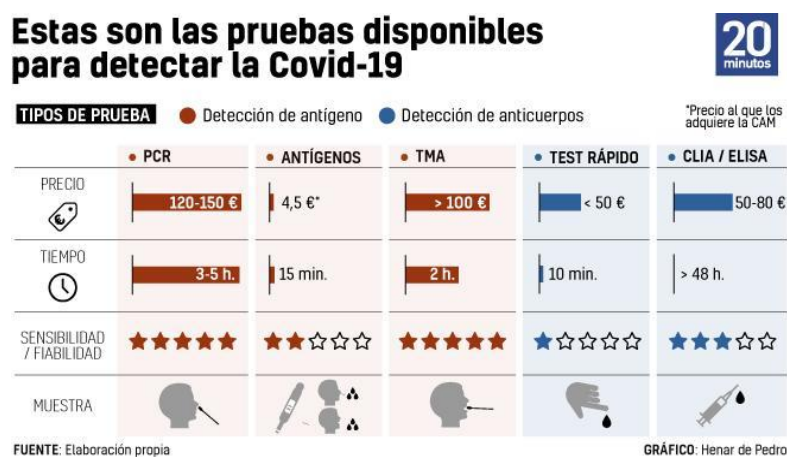 Estas son las pruebas disponibles
para detectar la Covid-19
20
minutos
TIPOS DE PRUEBA
Detección de antígeno
Detección de anticuerpos
*Precio al que los
adquiere la CAM
PCR
ANTÍGENOS
TMA
TEST RÁPIDO
CLIA / ELISA
PRECIO
120-150 €
4,5 €*
> 100 €
< 50 €
50-80 €
TIEMPO
3-5 h.
15 min.
2 h.
10 min.
> 48 h.
SENSIBILIDAD
/ FIABILIDAD
MUESTRA
FUENTE: Elaboración propia
GRÁFICO: Henar de Pedro